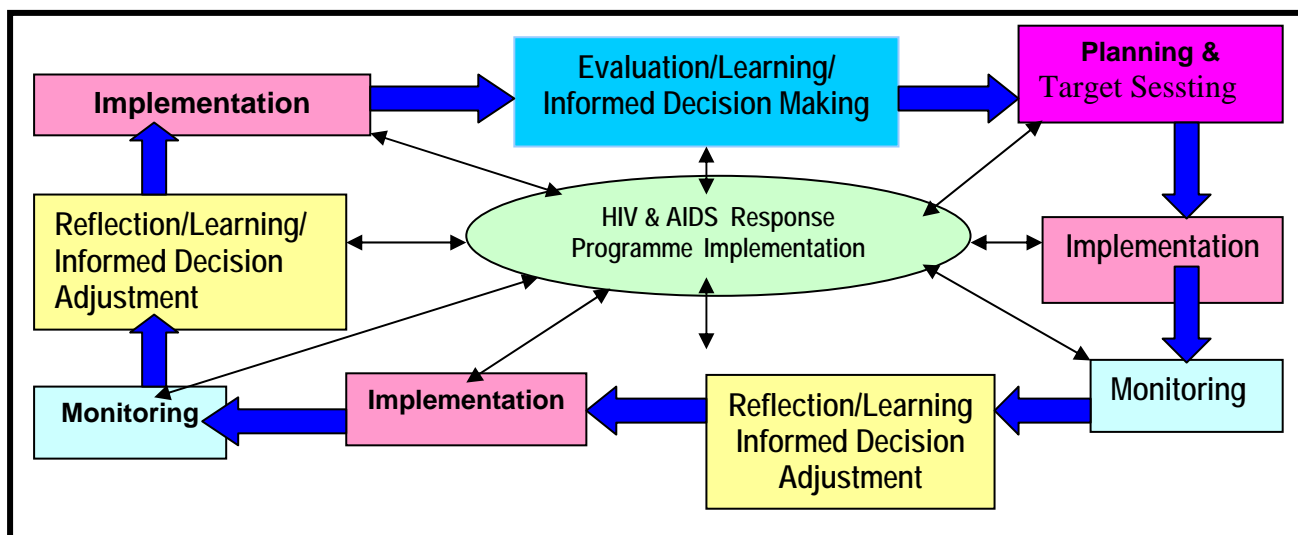 Implementation
Evaluation/Learning/
Informed Decision Making
Planning &
Target Sessting
Reflection/Learning/
Informed Decision
Adjustment
HIV & AIDS Response
Programme Implementation
Implementation
Monitoring
Implementation
Reflection/Learning
Informed Decision
Adjustment
Monitoring